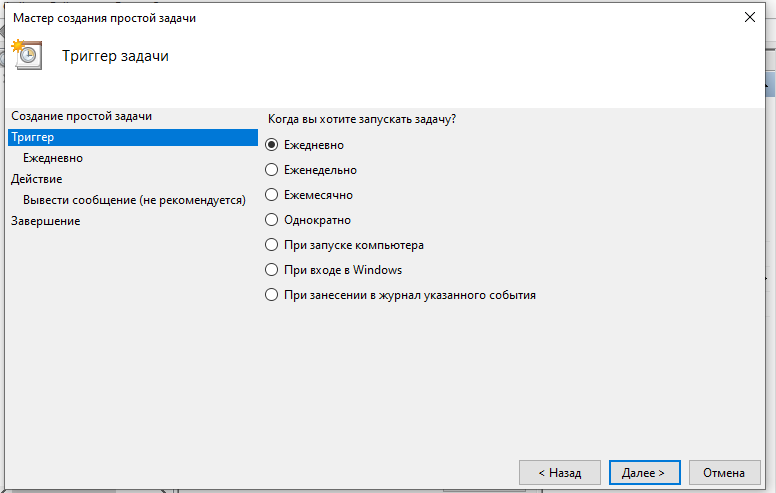 Мастер создания простой задачи
Триггер задачи
Создание простой задачи
Триггер
Ежедневно
Действие
Вывести сообщение (не рекомендуется)
Завершение
Когда вы хотите запускать задачу?
Ежедневно
Еженедельно
Ежемесячно
Однократно
При запуске компьютера
При входе в Windows
При занесении в журнал указанного события
< Назад
Далее >
Отмена